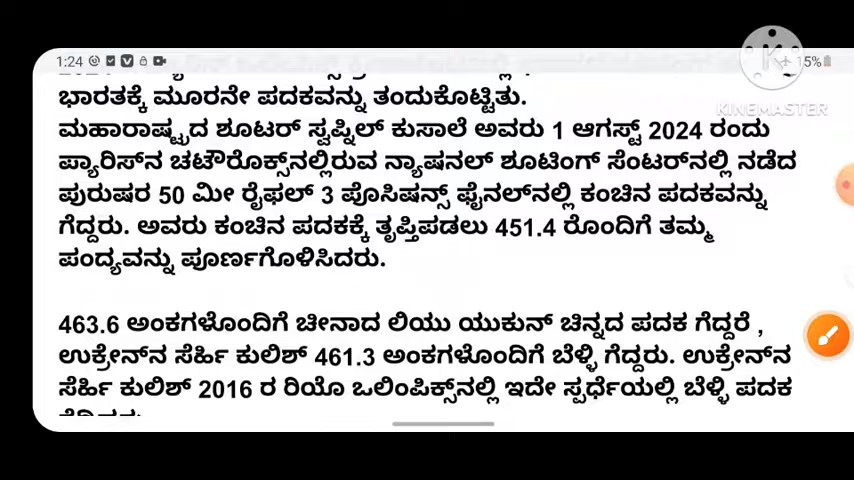 1:24
15%
KINEMASTER
ಭಾರತಕ್ಕೆ ಮೂರನೇ ಪದಕವನ್ನು ತಂದುಕೊಟ್ಟಿತು.
ಮಹಾರಾಷ್ಟ್ರದ ಶೂಟರ್ ಸ್ವಪ್ನಿಲ್ ಕುಸಾಲೆ ಅವರು 1 ಆಗಸ್ಟ್ 2024 ರಂದು
ಪ್ಯಾರಿಸ್‌ನ ಚಟೌರೊಕ್ಸ್‌ನಲ್ಲಿರುವ ನ್ಯಾಷನಲ್ ಶೂಟಿಂಗ್ ಸೆಂಟರ್‌ನಲ್ಲಿ ನಡೆದ
ಪುರುಷರ 50 ಮೀ ರೈಫಲ್ 3 ಪೊಸಿಷನ್ಸ್ ಫೈನಲ್‌ನಲ್ಲಿ ಕಂಚಿನ ಪದಕವನ್ನು
ಗೆದ್ದರು. ಅವರು ಕಂಚಿನ ಪದಕಕ್ಕೆ ತೃಪ್ತಿಪಡಲು 451.4 ರೊಂದಿಗೆ ತಮ್ಮ
ಪಂದ್ಯವನ್ನು ಪೂರ್ಣಗೊಳಿಸಿದರು.
463.6 ಅಂಕಗಳೊಂದಿಗೆ ಚೀನಾದ ಲಿಯು ಯುಕುನ್ ಚಿನ್ನದ ಪದಕ ಗೆದ್ದರೆ ,
ಉಕ್ರೇನ್‌ನ ಸೆರ್ಹಿ ಕುಲಿಶ್ 461.3 ಅಂಕಗಳೊಂದಿಗೆ ಬೆಳ್ಳಿ ಗೆದ್ದರು. ಉಕ್ರೇನ್‌ನ
ಸೆರ್ಹಿ ಕುಲಿಶ್ 2016 ರ ರಿಯೊ ಒಲಿಂಪಿಕ್ಸ್‌ನಲ್ಲಿ ಇದೇ ಸ್ಪರ್ಧೆಯಲ್ಲಿ ಬೆಳ್ಳಿ ಪದಕ